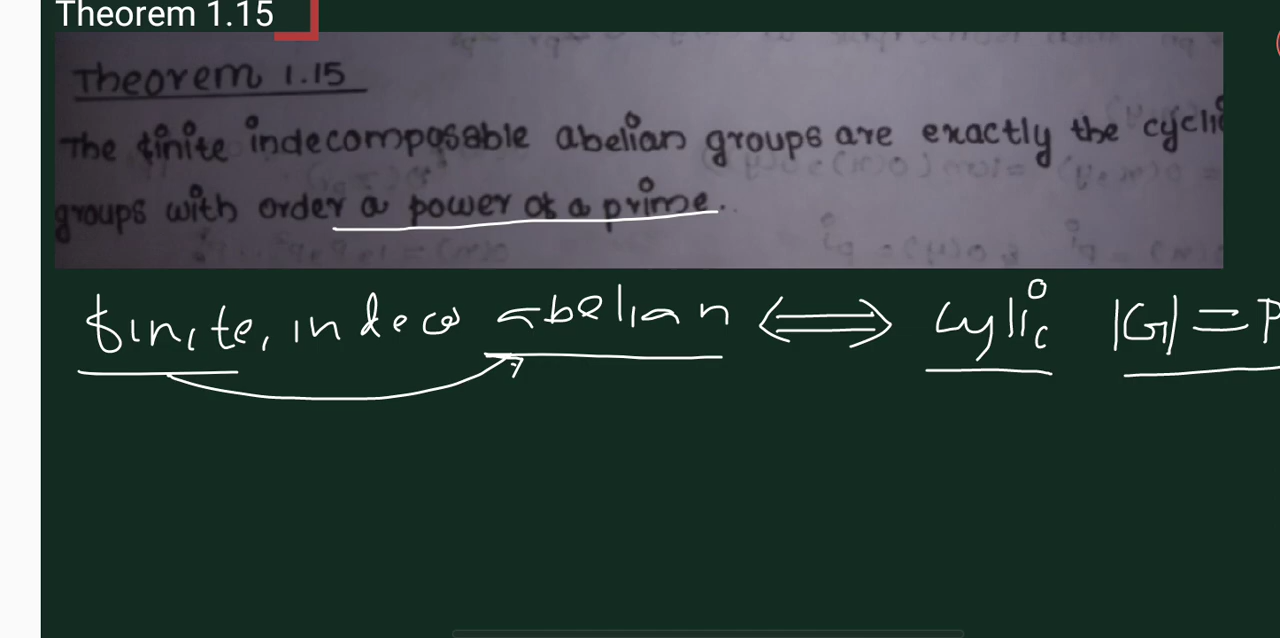 Theorem 1.15
Theorem 1.15
The finite indecomposable abelian groups are exactly the cycli
groups with order a power of a prime.
finite, indeco abelian ⟺ cylic |G| = P